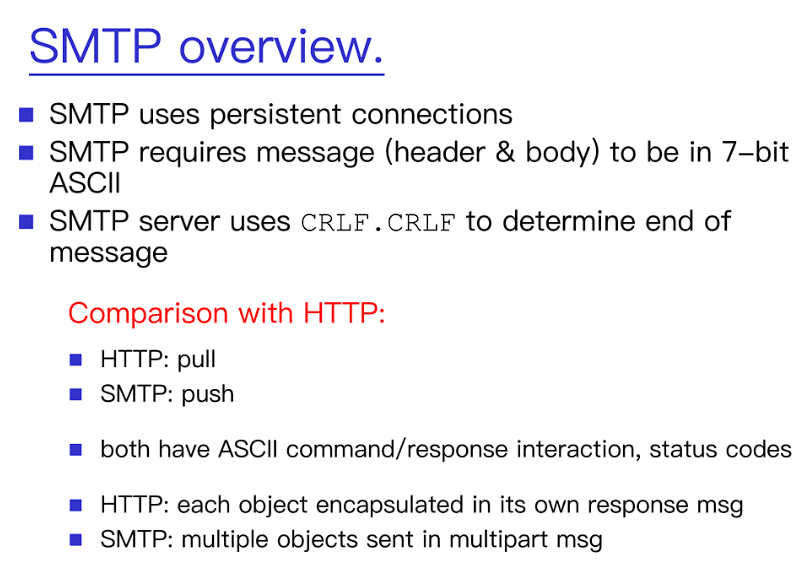 SMTP overview.
SMTP uses persistent connections
SMTP requires message (header & body) to be in 7-bit
ASCII
SMTP server uses CRLF.CRLF to determine end of
message
Comparison with HTTP:
HTTP: pull
SMTP: push
both have ASCII command/response interaction, status codes
HTTP: each object encapsulated in its own response msg
SMTP: multiple objects sent in multipart msg